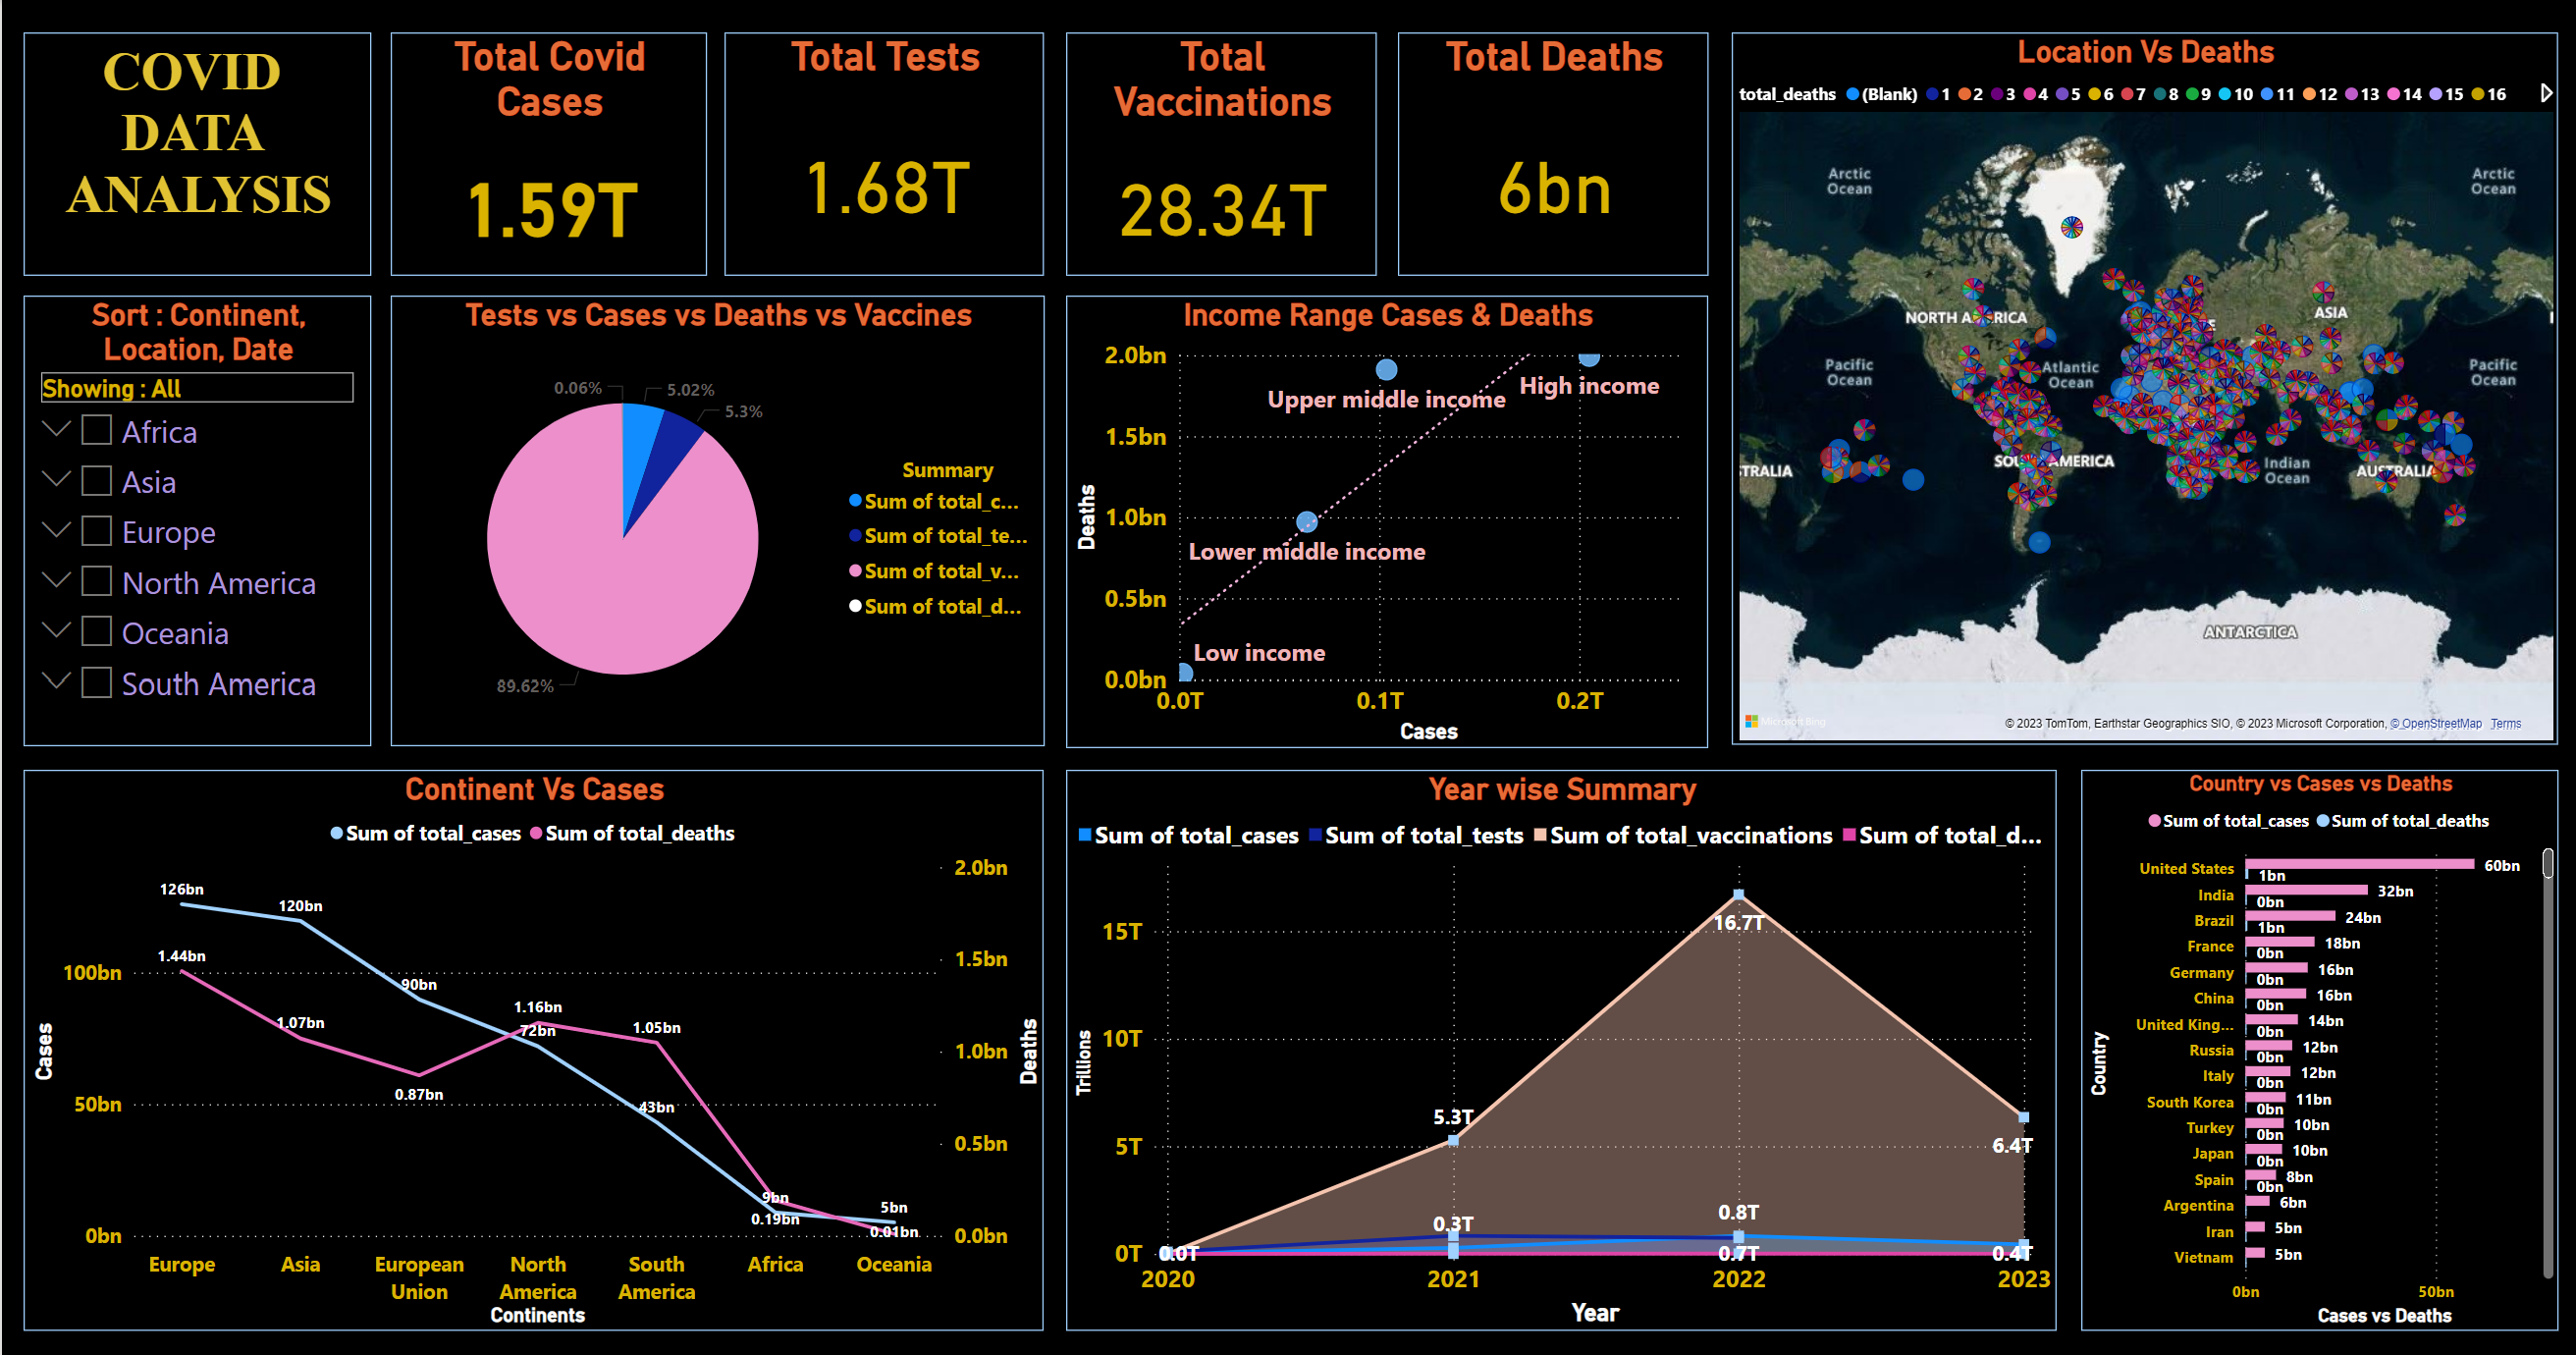 COVID
DATA
ANALYSIS
Total Covid
Cases
1.59T
Total Tests
1.68T
Total
Vaccinations
28.34T
Total Deaths
6bn
Location Vs Deaths
total_deaths (Blank) 1 2 3 4 5 6 7 8 9 10 11 12 13 14 15 16
Arctic
Ocean
Arctic
Ocean
NORTH A RICA
ASIA
Pacific
Ocean
Atlantic
Ocean
Pacific
Ocean
TRALIA
SOU AMERICA
Indian
Ocean
AUSTRALIA
ANTARCTICA
Microsoft Bing
© 2023 TomTom, Earthstar Geographics SIO, © 2023 Microsoft Corporation, © OpenStreetMap Terms
Sort : Continent,
Location, Date
Showing : All
Africa
Asia
Europe
North America
Oceania
South America
Tests vs Cases vs Deaths vs Vaccines
0.06%
5.02%
5.3%
89.62%
Summary
Sum of total_c...
Sum of total_te...
Sum of total_v...
Sum of total_d...
Income Range Cases & Deaths
2.0bn
1.5bn
1.0bn
0.5bn
0.0bn
Deaths
Upper middle income
High income
Lower middle income
Low income
0.0T
0.1T
0.2T
Cases
Continent Vs Cases
Sum of total_cases Sum of total_deaths
Cases
100bn
50bn
0bn
126bn
120bn
90bn
72bn
43bn
9bn
5bn
1.44bn
1.07bn
0.87bn
1.16bn
1.05bn
0.19bn
0.01bn
2.0bn
1.5bn
1.0bn
0.5bn
0.0bn
Deaths
Europe
Asia
European
Union
North
America
South
America
Africa
Oceania
Continents
Year wise Summary
Sum of total_cases Sum of total_tests Sum of total_vaccinations Sum of total_d...
Trillions
15T
10T
5T
0T
0.0T
5.3T
0.3T
16.7T
0.8T
0.7T
6.4T
0.4T
2020
2021
2022
2023
Year
Country vs Cases vs Deaths
Sum of total_cases Sum of total_deaths
Country
United States 60bn
1bn
India 32bn
0bn
Brazil 24bn
1bn
France 18bn
0bn
Germany 16bn
0bn
China 16bn
0bn
United King... 14bn
0bn
Russia 12bn
0bn
Italy 12bn
0bn
South Korea 11bn
0bn
Turkey 10bn
0bn
Japan 10bn
0bn
Spain 8bn
0bn
Argentina 6bn
Iran 5bn
Vietnam 5bn
0bn
50bn
Cases vs Deaths